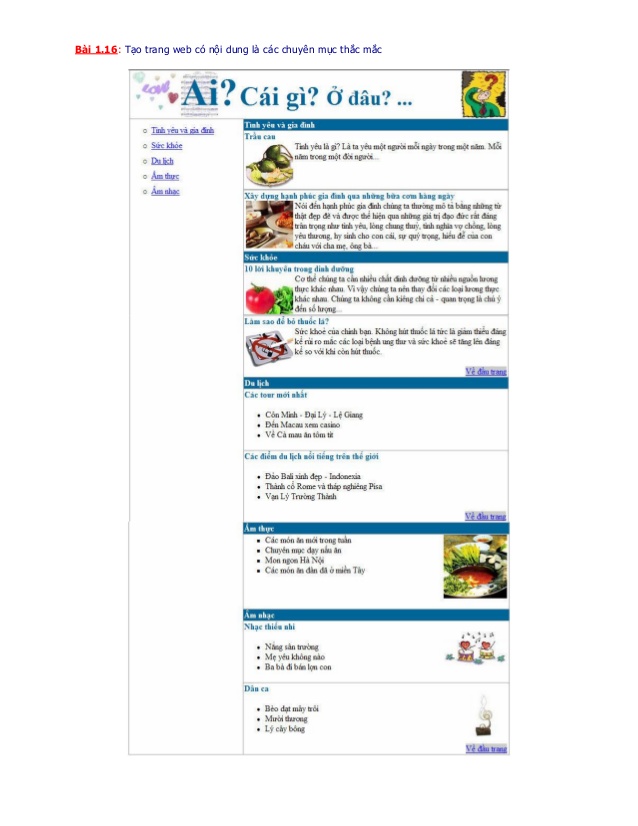 Bài 1.16: Tạo trang web có nội dung là các chuyên mục thắc mắc
Ai? Cái gì? Ở đâu? ...
Tình yêu và gia đình
Sức khỏe
Du lịch
Ẩm thực
Âm nhạc
Tình yêu và gia đình
Trầu cau
Tình yêu là gì? Là ta yêu một người mỗi ngày trong một năm. Mỗi
năm trong một đời người...
Xây dựng hạnh phúc gia đình qua những bữa cơm hàng ngày
Nói đến hạnh phúc gia đình chúng ta thường mô tả bằng những từ
thật đẹp đẽ và được thể hiện qua những giá trị đạo đức rất đáng
trân trọng như tình yêu, lòng chung thuỷ, tình nghĩa vợ chồng, lòng
yêu thương, hy sinh cho con cái, sự quý trọng, hiếu đễ của con
cháu với cha mẹ, ông bà...
Sức khỏe
10 lời khuyên trong dinh dưỡng
Cơ thể chúng ta cần nhiều chất dinh dưỡng từ nhiều nguồn lương
thực khác nhau. Vì vậy chúng ta nên thay đổi các loại lương thực
khác nhau. Chúng ta không cần kiêng chi cả - quan trọng là chú ý
đến số lượng...
Làm sao để bỏ thuốc lá?
Sức khoẻ của chính bạn. Không hút thuốc lá tức là giảm thiểu đáng
kể rủi ro mắc các loại bệnh ung thư và sức khoẻ sẽ tăng lên đáng
kể so với khi còn hút thuốc.
Về đầu trang
Du lịch
Các tour mới nhất
Côn Minh - Đại Lý - Lệ Giang
Đến Macau xem casino
Về Cà mau ăn tôm tít
Các điểm du lịch nổi tiếng trên thế giới
Đảo Bali xinh đẹp - Indonexia
Thành cổ Rome và tháp nghiêng Pisa
Vạn Lý Trường Thành
Về đầu trang
Ẩm thực
Các món ăn mới trong tuần
Chuyên mục dạy nấu ăn
Mon ngon Hà Nội
Các món ăn dân dã ở miền Tây
Âm nhạc
Nhạc thiếu nhi
Nắng sân trường
Mẹ yêu không nào
Ba bà đi bán lợn con
Dân ca
Bèo dạt mây trôi
Mười thương
Lý cây bông
Về đầu trang